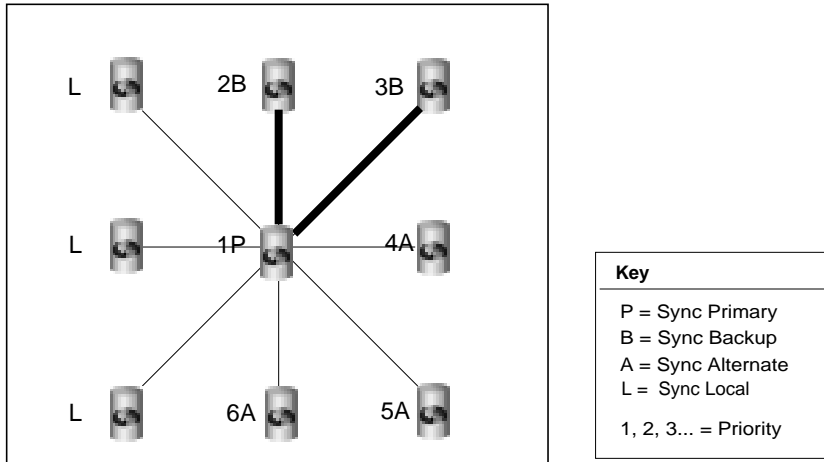 L
2B
3B
L
1P
4A
L
6A
5A
Key
P = Sync Primary
B = Sync Backup
A = Sync Alternate
L = Sync Local
1, 2, 3... = Priority